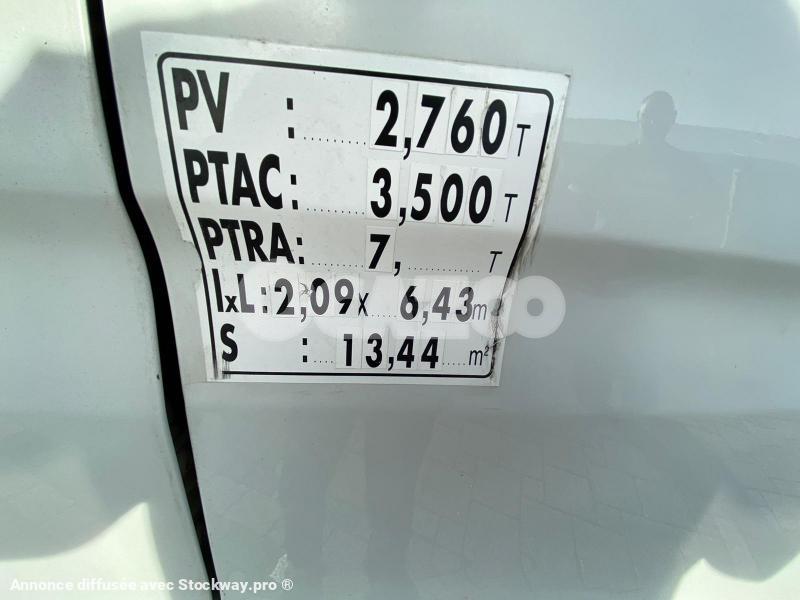 PV : ........ 2,760 T
PTAC: ........ 3,500 T
PTRA: ........ 7, ............ T
lxL: 2,09 x .... 6,43 m
S : .... 13,44 ..... m²
Annonce diffusée avec Stockway.pro ®